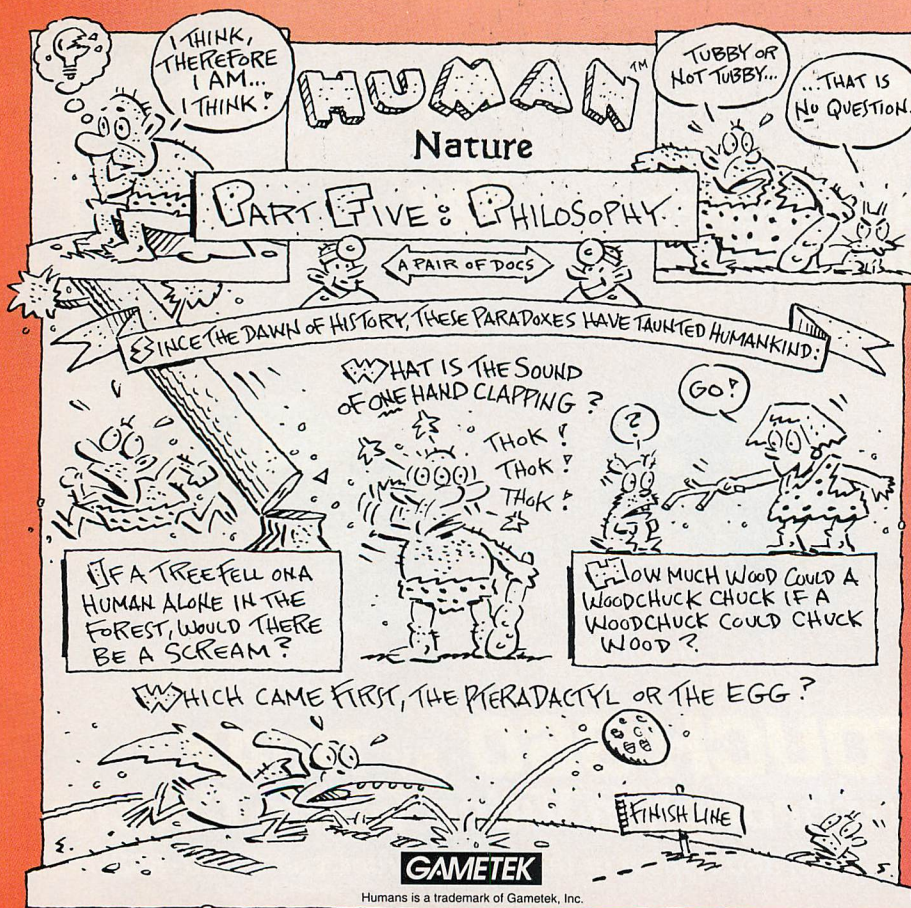 I THINK,
THEREFORE
I AM...
I THINK!
HUMAN™
Nature
TUBBY OR
NOT TUBBY...
...THAT IS
NO QUESTION.
PART FIVE: PHILOSOPHY
A PAIR OF DOCS
SINCE THE DAWN OF HISTORY, THESE PARADOXES HAVE TAUNTED HUMANKIND:
WHAT IS THE SOUND
OF ONE HAND CLAPPING?
THOK!
THOK!
THOK!
GO!
?
IF A TREE FELL ON A
HUMAN ALONE IN THE
FOREST, WOULD THERE
BE A SCREAM?
HOW MUCH WOOD COULD A
WOODCHUCK CHUCK IF A
WOODCHUCK COULD CHUCK
WOOD?
WHICH CAME FIRST, THE PTERADACTYL OR THE EGG?
FINISH LINE
GAMETEK
Humans is a trademark of Gametek, Inc.